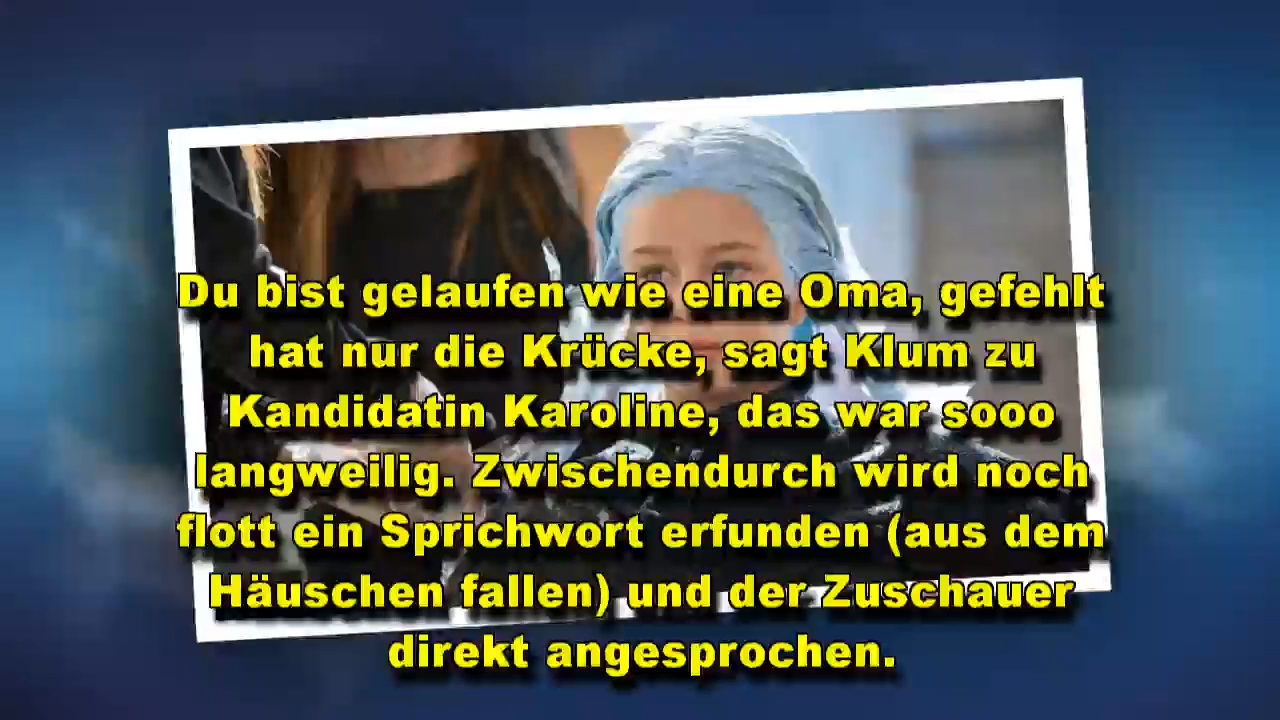 Du bist gelaufen wie eine Oma, gefehlt
hat nur die Krücke, sagt Klum zu
Kandidatin Karoline, das war sooo
langweilig. Zwischendurch wird noch
flott ein Sprichwort erfunden (aus dem
Häuschen fallen) und der Zuschauer
direkt angesprochen.